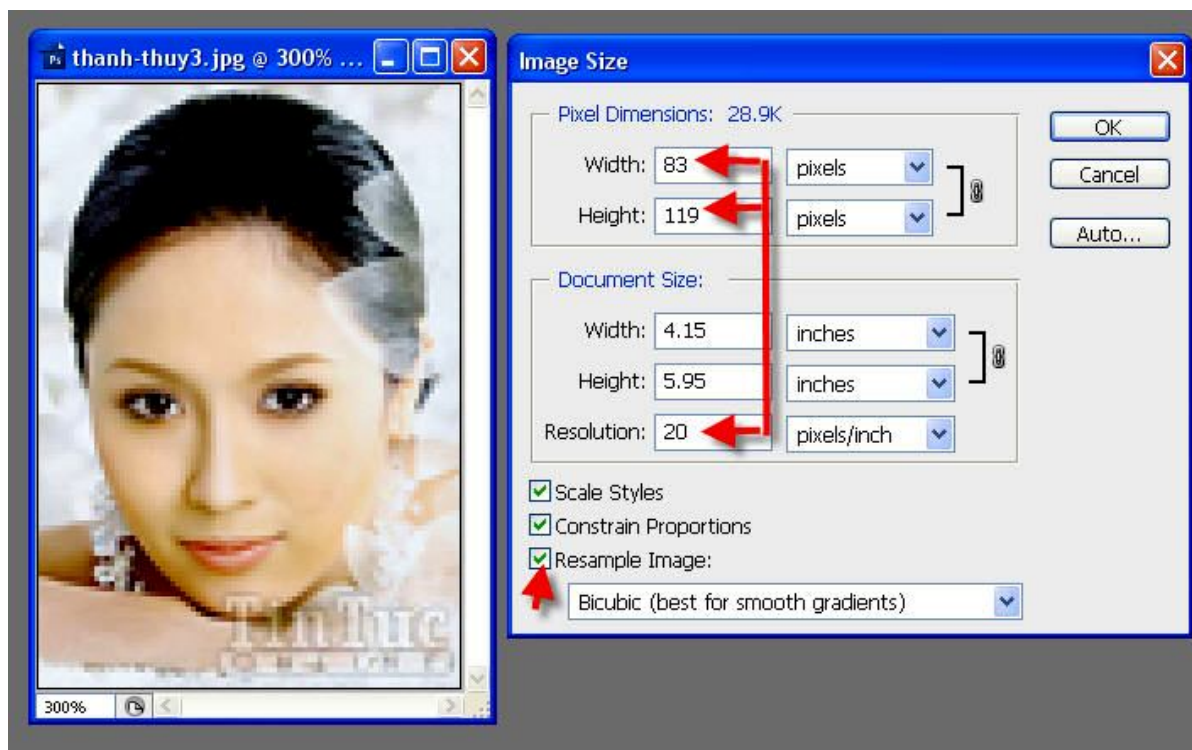 Ps thanh-thuy3.jpg @ 300% ...
300%
Image Size
Pixel Dimensions: 28.9K
Width: 83 pixels
Height: 119 pixels
Document Size:
Width: 4.15 inches
Height: 5.95 inches
Resolution: 20 pixels/inch
Scale Styles
Constrain Proportions
Resample Image:
Bicubic (best for smooth gradients)
OK
Cancel
Auto...
TinTuc